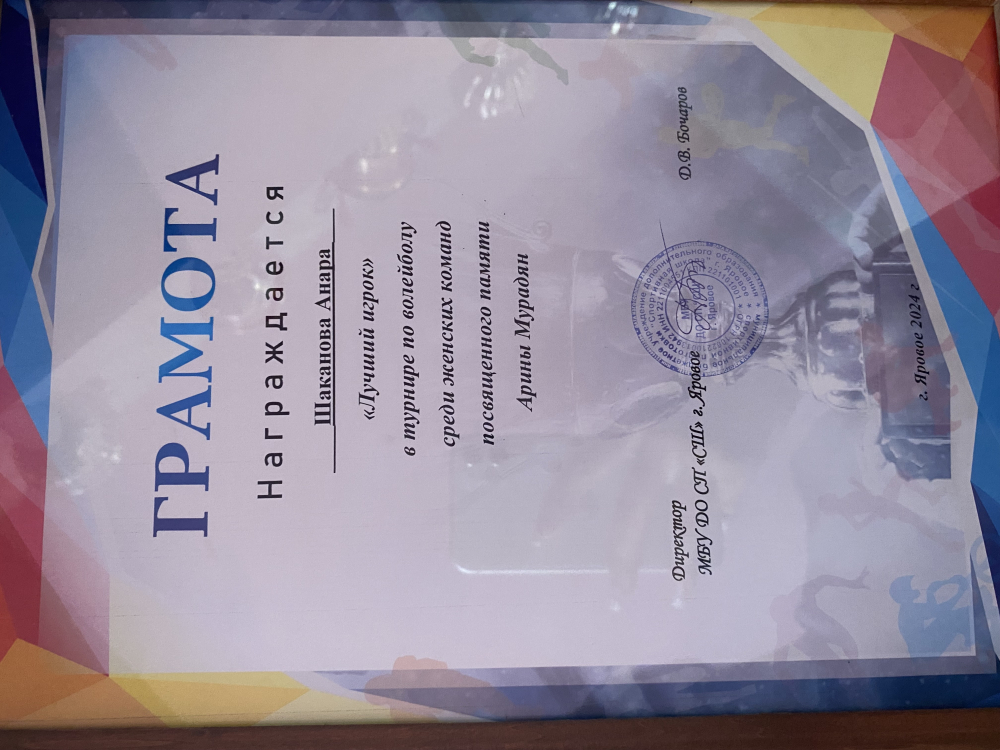 ГРАМОТА
Награждается
Шаканова Анара
«Лучший игрок»
в турнире по волейболу
среди женских команд
посвященного памяти
Арины Мурадян
Директор
МБУ ДО СП «СШ» г. Яровое
Д.В. Бочаров
г. Яровое 2024 г